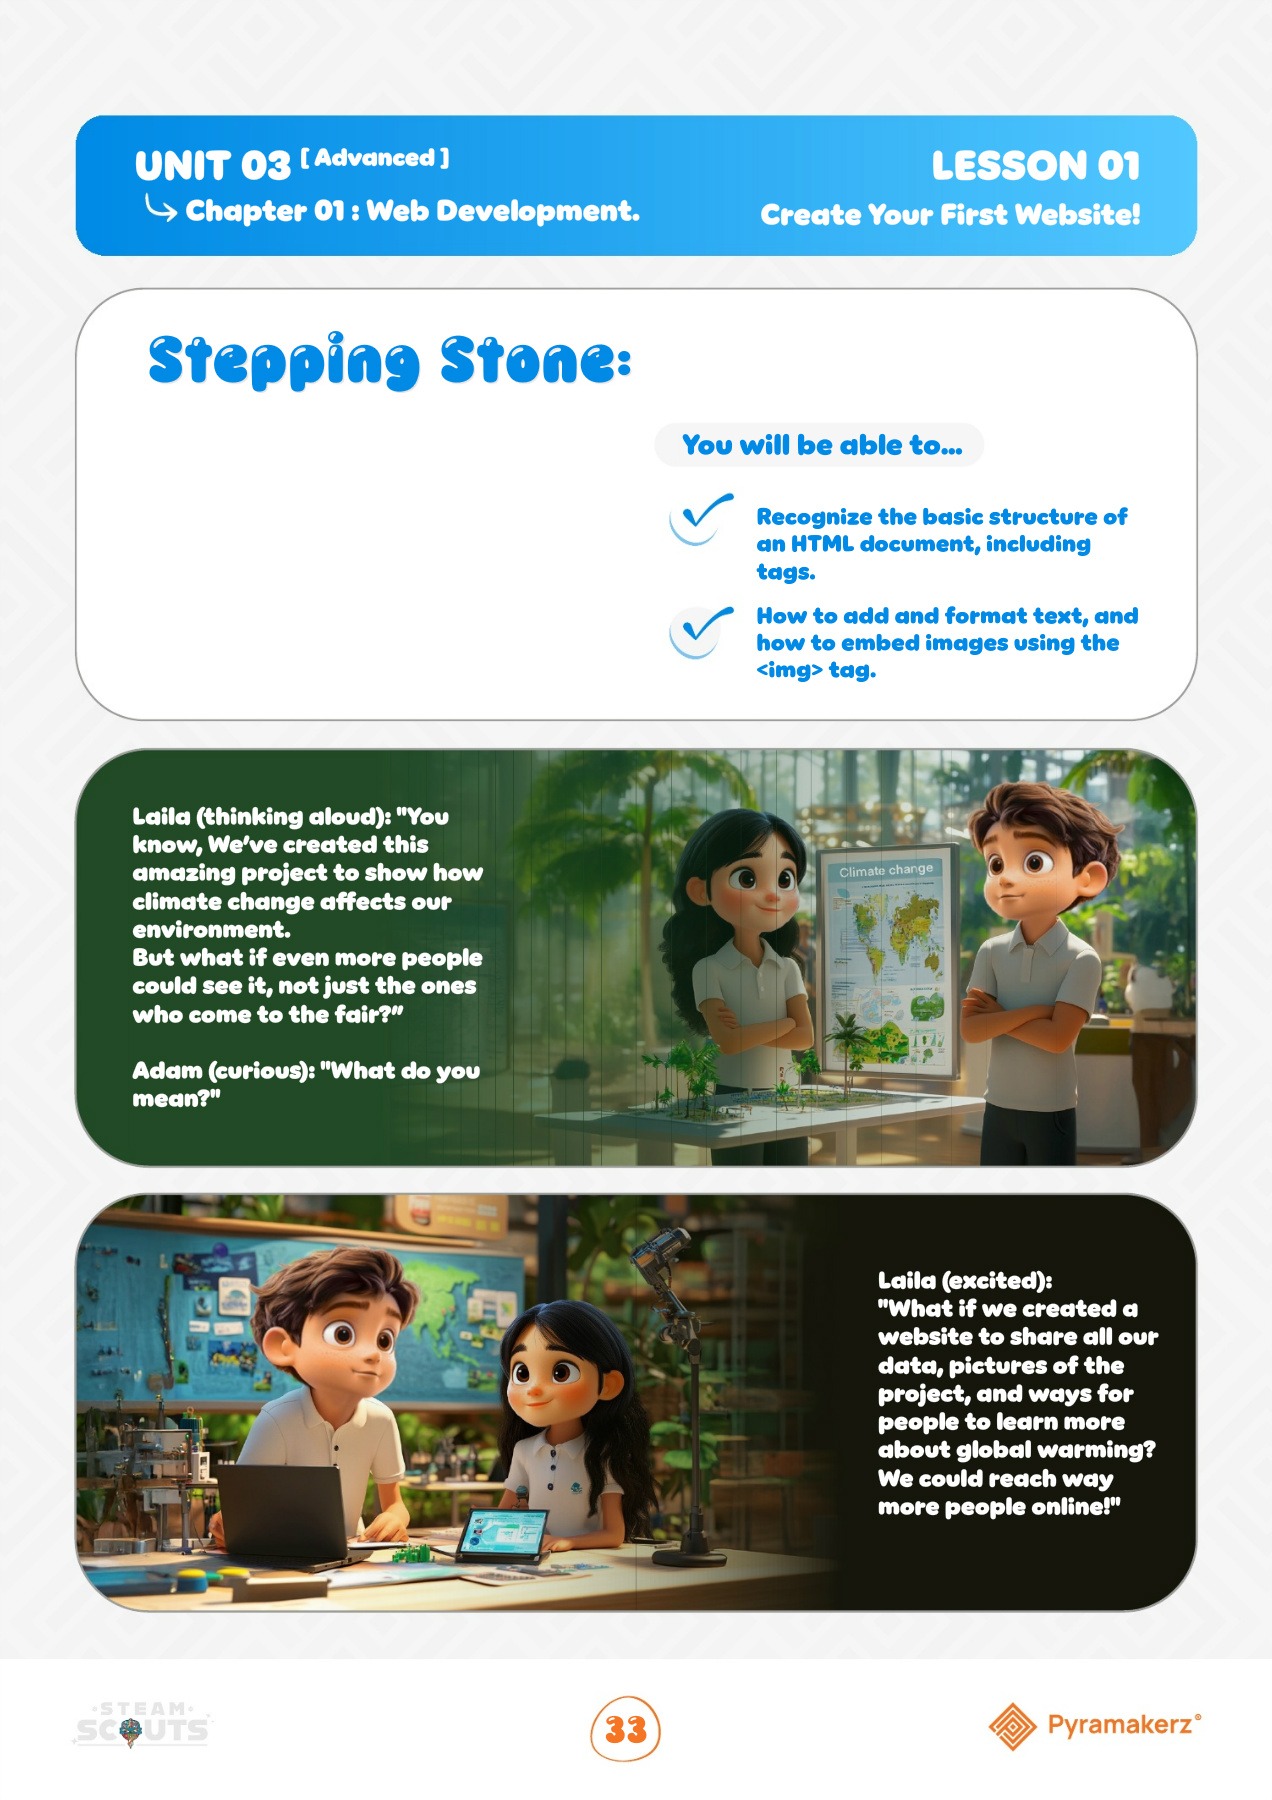 UNIT 03 [ Advanced ]
Chapter 01 : Web Development.
LESSON 01
Create Your First Website!
Stepping Stone:
You will be able to...
Recognize the basic structure of
an HTML document, including
tags.
How to add and format text, and
how to embed images using the
<img> tag.
Laila (thinking aloud): "You
know, We've created this
amazing project to show how
climate change affects our
environment.
But what if even more people
could see it, not just the ones
who come to the fair?”
Adam (curious): "What do you
mean?"
Climate change
Laila (excited):
"What if we created a
website to share all our
data, pictures of the
project, and ways for
people to learn more
about global warming?
We could reach way
more people online!"
STEAM
SCOUTS
33
Pyramakerz®